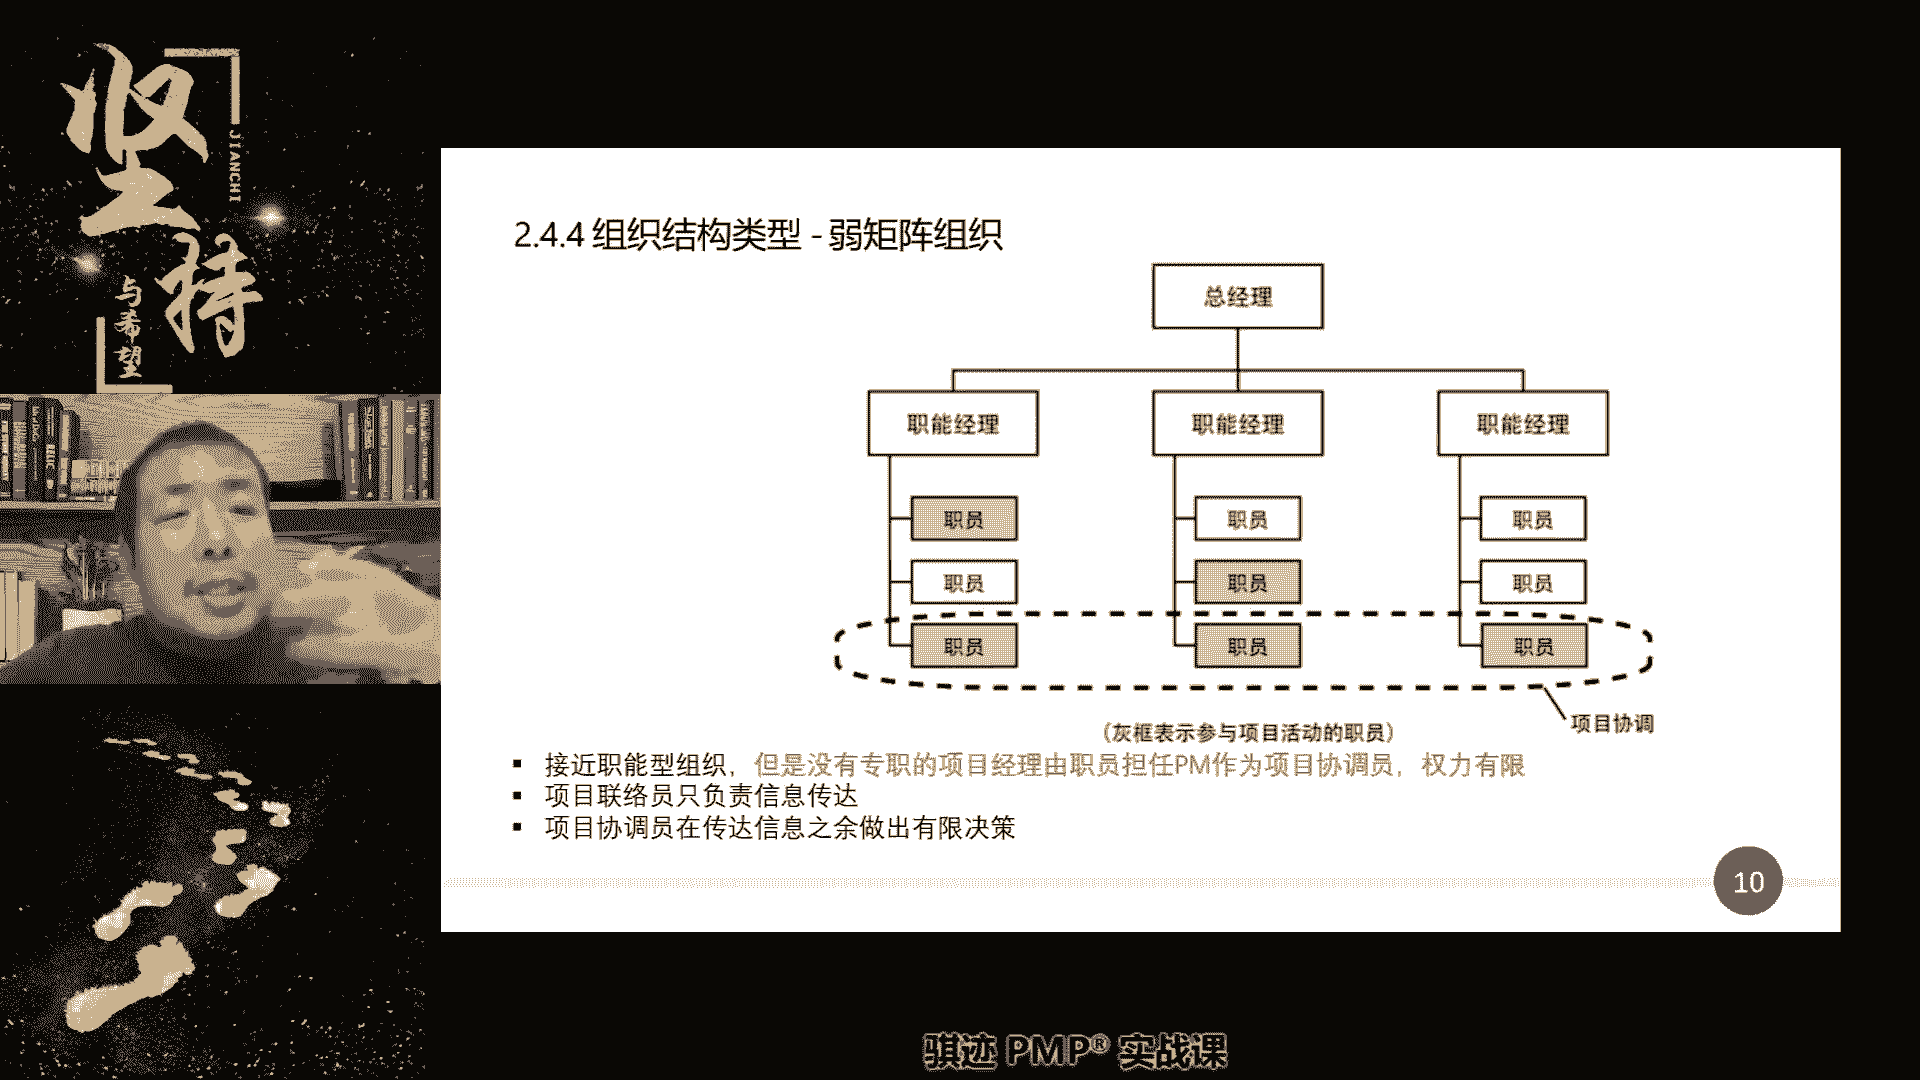 坚持
JIANCHI
与希望
2.4.4 组织结构类型 - 弱矩阵组织
总经理
职能经理 职能经理 职能经理
职员 职员 职员
职员 职员 职员
职员 职员 职员
项目协调
（灰框表示参与项目活动的职员）
▪ 接近职能型组织，但是没有专职的项目经理由职员担任PM作为项目协调员，权力有限
▪ 项目联络员只负责信息传达
▪ 项目协调员在传达信息之余做出有限决策
10
骐迹 PMP® 实战课